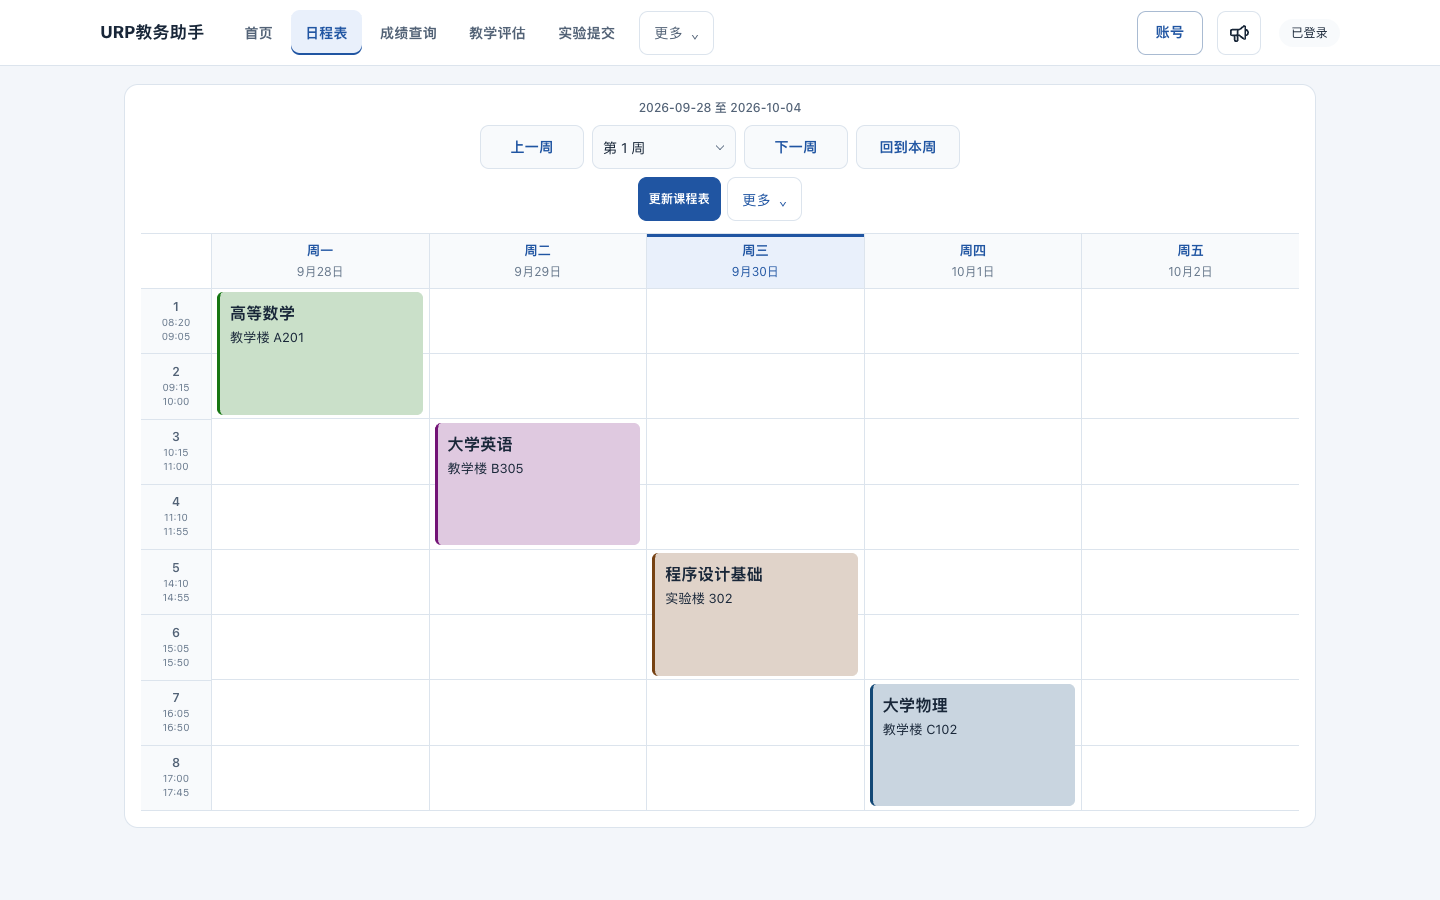 URP教务助手 首页 日程表 成绩查询 教学评估 实验提交 更多 账号 已登录
2026-09-28 至 2026-10-04
上一周 第 1 周 下一周 回到本周
更新课程表 更多
周一 周二 周三 周四 周五
9月28日 9月29日 9月30日 10月1日 10月2日
1
08:20
09:05
高等数学
教学楼 A201
2
09:15
10:00
3
10:15
11:00
大学英语
教学楼 B305
4
11:10
11:55
5
14:10
14:55
程序设计基础
实验楼 302
6
15:05
15:50
7
16:05
16:50
大学物理
教学楼 C102
8
17:00
17:45